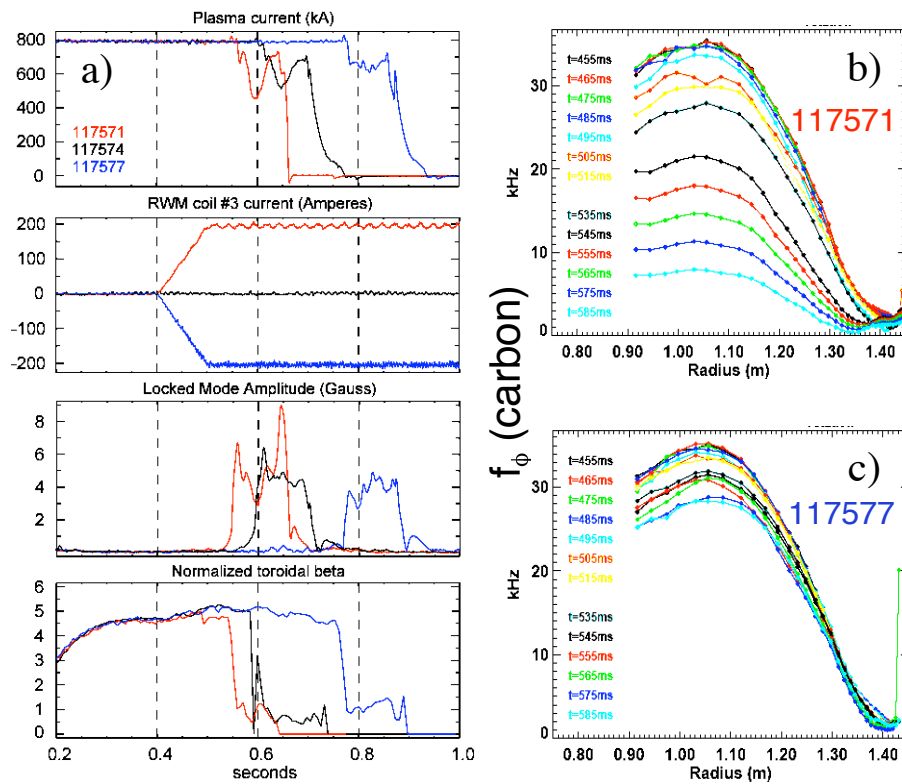 Plasma current (kA)
a)
800
600
400
200
0
117571
117574
117577
RWM coil #3 current (Amperes)
200
100
0
-100
-200
Locked Mode Amplitude (Gauss)
8
6
4
2
Normalized toroidal beta
6
5
4
3
2
1
0
0.2 0.4 0.6 0.8 1.0
seconds
f_ϕ (carbon)
b)
117571
30
20
10
0
kHz
t=455ms
t=465ms
t=475ms
t=485ms
t=495ms
t=505ms
t=515ms
t=535ms
t=545ms
t=555ms
t=565ms
t=575ms
t=585ms
0.80 0.90 1.00 1.10 1.20 1.30 1.40
Radius {m)
c)
117577
30
20
10
0
kHz
t=455ms
t=465ms
t=475ms
t=485ms
t=495ms
t=505ms
t=515ms
t=535ms
t=545ms
t=555ms
t=565ms
t=575ms
t=585ms
0.80 0.90 1.00 1.10 1.20 1.30 1.40
Radius {m)